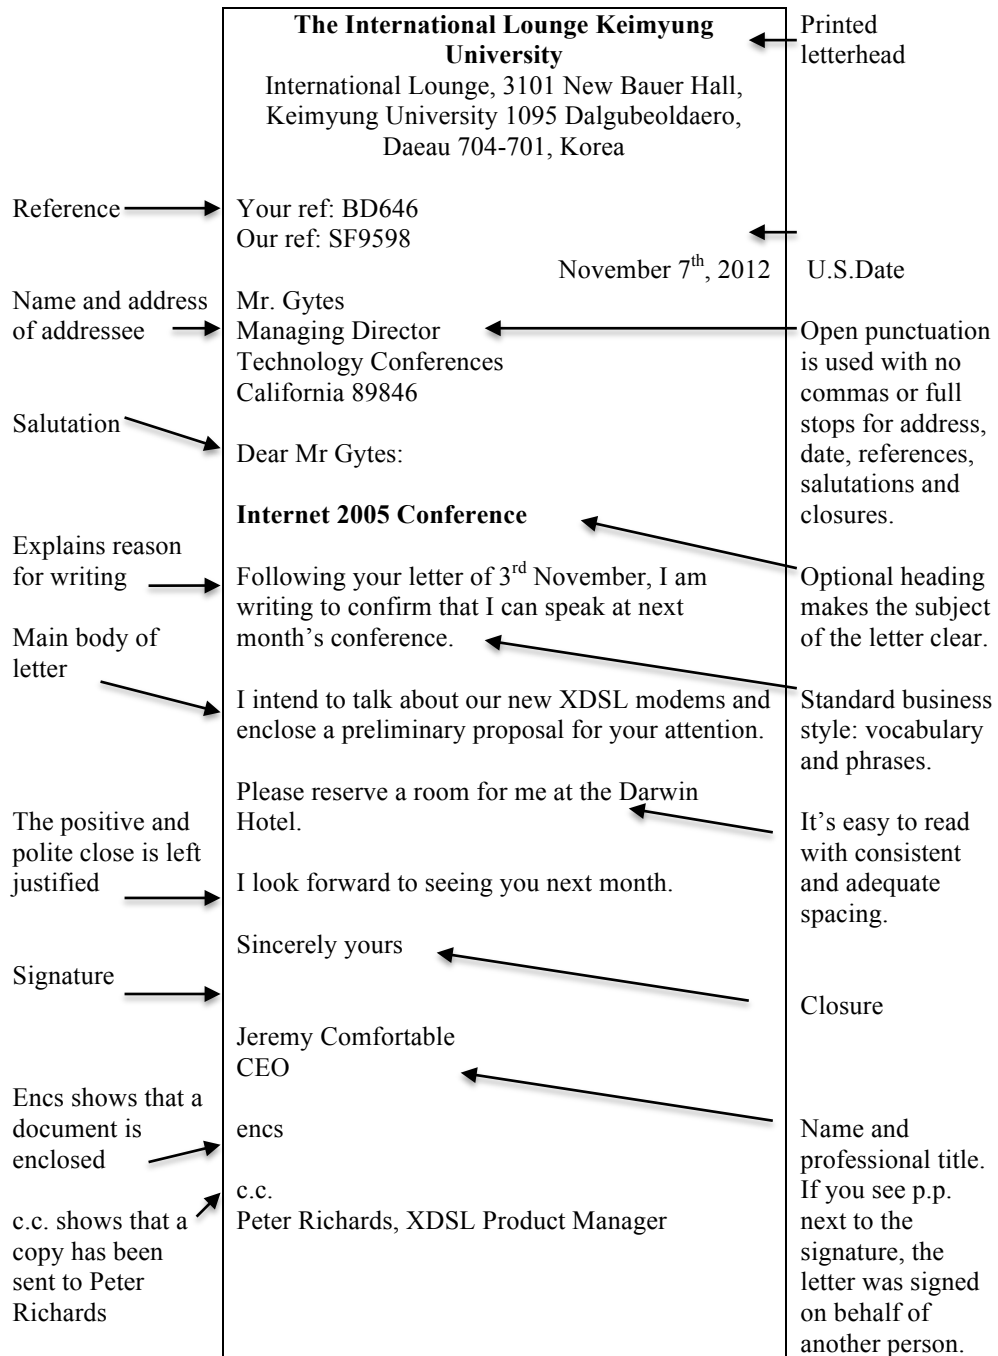 The International Lounge Keimyung
University
International Lounge, 3101 New Bauer Hall,
Keimyung University 1095 Dalgubeoldaero,
Daeau 704-701, Korea
Printed
letterhead
Reference
Your ref: BD646
Our ref: SF9598
November 7th, 2012
U.S.Date
Name and address
of addressee
Mr. Gytes
Managing Director
Technology Conferences
California 89846
Open punctuation
is used with no
commas or full
stops for address,
date, references,
salutations and
closures.
Salutation
Dear Mr Gytes:
Internet 2005 Conference
Optional heading
makes the subject
of the letter clear.
Explains reason
for writing
Following your letter of 3rd November, I am
writing to confirm that I can speak at next
month's conference.
Standard business
style: vocabulary
and phrases.
Main body of
letter
I intend to talk about our new XDSL modems and
enclose a preliminary proposal for your attention.
Please reserve a room for me at the Darwin
Hotel.
It's easy to read
with consistent
and adequate
spacing.
The positive and
polite close is left
justified
I look forward to seeing you next month.
Sincerely yours
Closure
Signature
Jeremy Comfortable
CEO
Name and
professional title.
If you see p.p.
next to the
signature, the
letter was signed
on behalf of
another person.
Encs shows that a
document is
enclosed
encs
c.c. shows that a
copy has been
sent to Peter
Richards
c.c.
Peter Richards, XDSL Product Manager